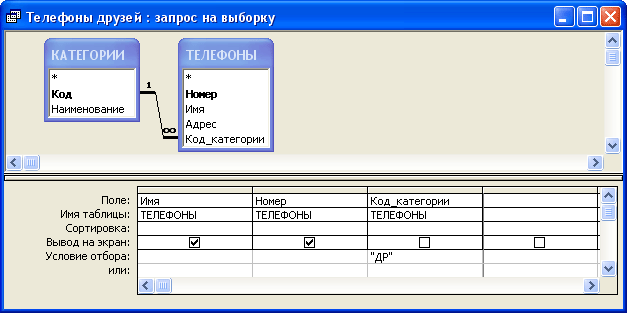 Телефоны друзей : запрос на выборку
КАТЕГОРИИ
*
Код
Наименование
1
∞
ТЕЛЕФОНЫ
*
Номер
Имя
Адрес
Код_категории
Поле: Имя Номер Код_категории
Имя таблицы: ТЕЛЕФОНЫ ТЕЛЕФОНЫ ТЕЛЕФОНЫ
Сортировка:
Вывод на экран:
Условие отбора: "ДР"
или: